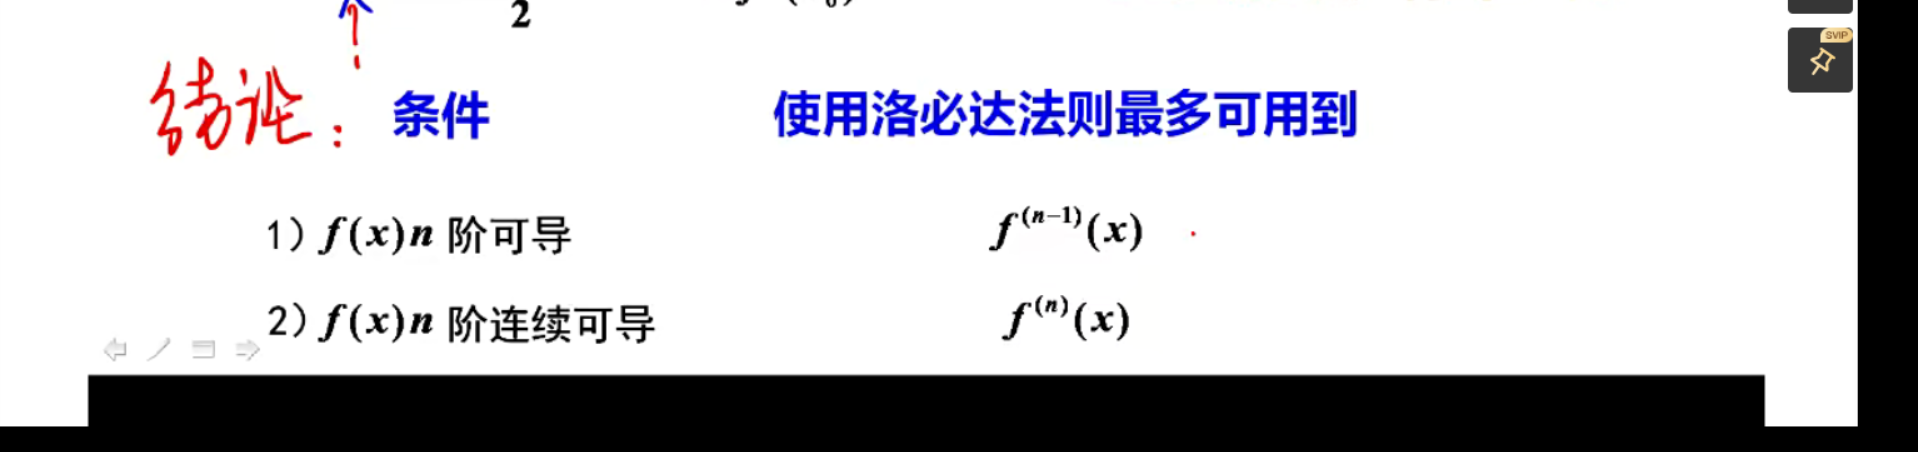 2
SVIP
结论： 条件 使用洛必达法则最多可用到
1) f(x)n 阶可导 f⁽ⁿ⁻¹⁾(x)
2) f(x)n 阶连续可导 f⁽ⁿ⁾(x)